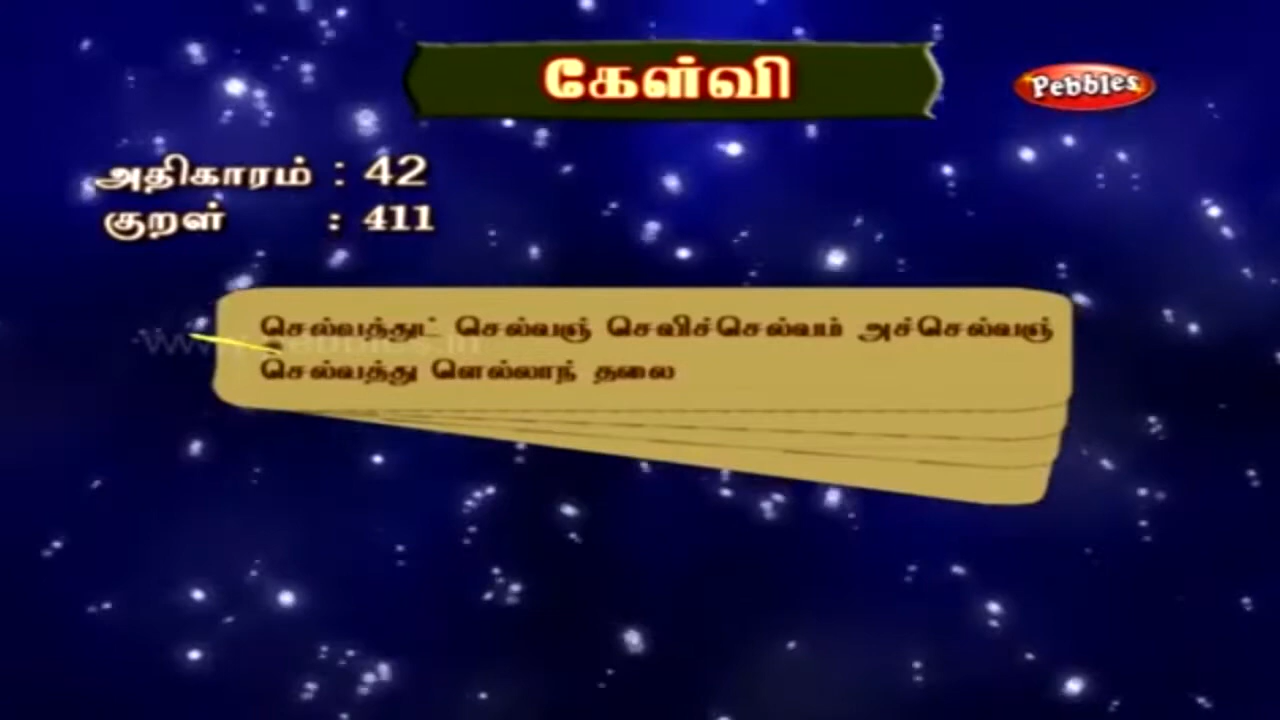 கேள்வி
Pebbles
அதிகாரம் : 42
குறள் : 411
செல்வத்துட் செல்வஞ் செவிச்செல்வம் அச்செல்வஞ்
செல்வத்து ளெல்லாந் தலை